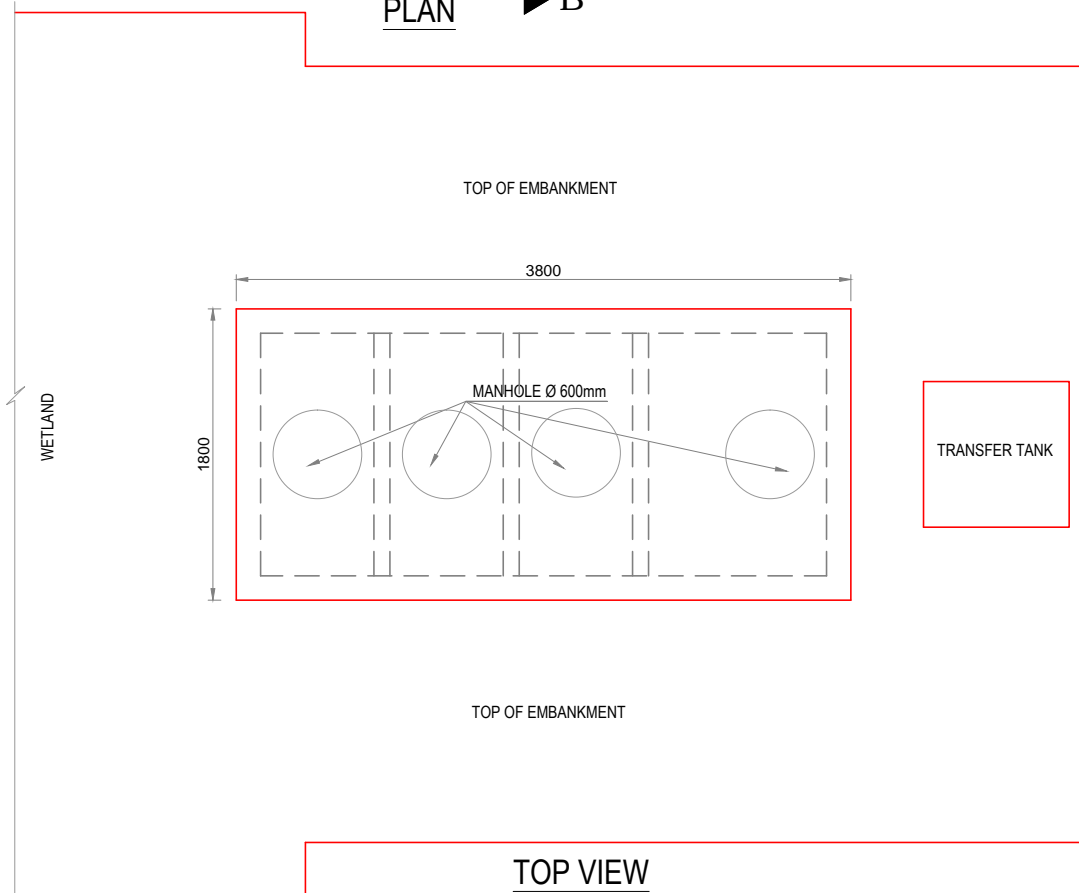 PLAN
B
TOP OF EMBANKMENT
3800
MANHOLE Ø 600mm
WETLAND
1800
TRANSFER TANK
TOP OF EMBANKMENT
TOP VIEW